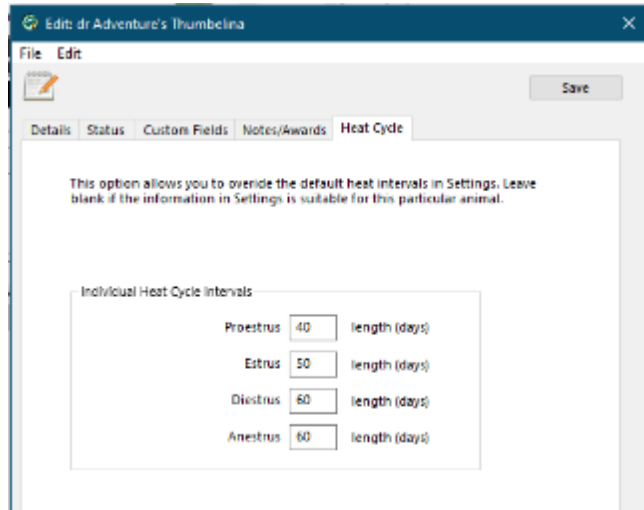 Edit: dr Adventure's Thumbelina
File Edit
Save
Details Status Custom Fields Notes/Awards Heat Cycle
This option allows you to overide the default heat intervals in Settings. Leave
blank if the information in Settings is suitable for this particular animal.
Individual Heat Cycle Intervals
Proestrus 40 length (days)
Estrus 50 length (days)
Diestrus 60 length (days)
Anestrus 60 length (days)